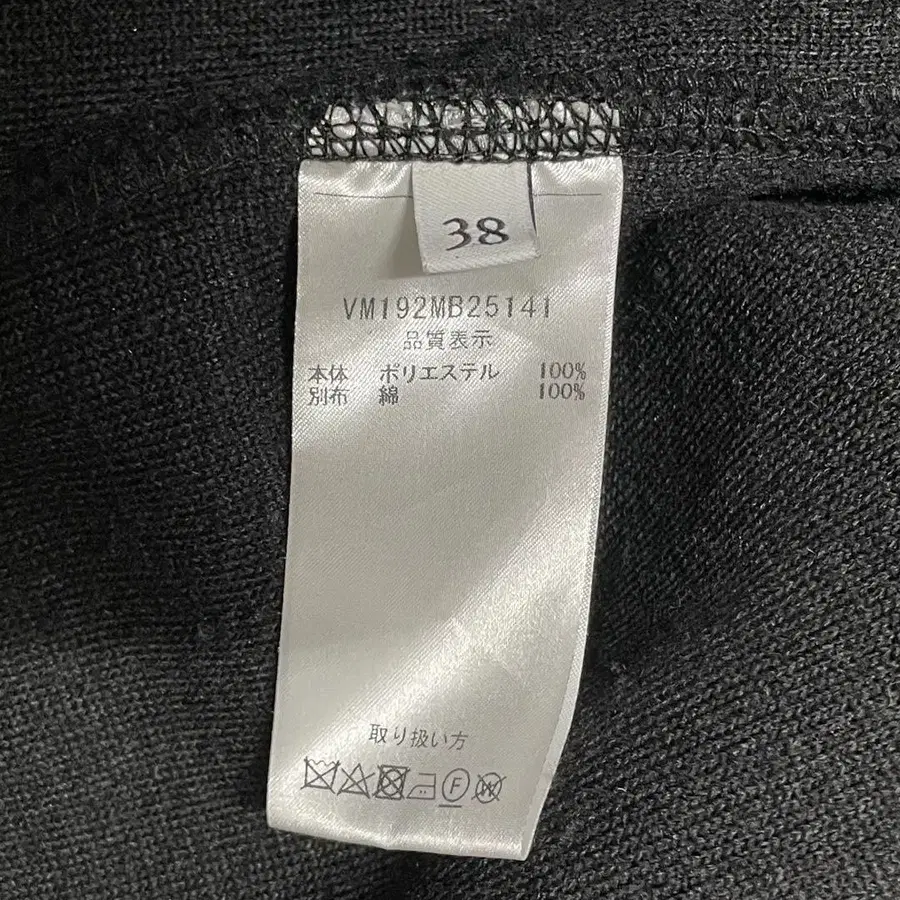 38
VM192MB25141
品質表示
本体 ポリエステル 100%
別布 綿 100%
取り扱い方
F W